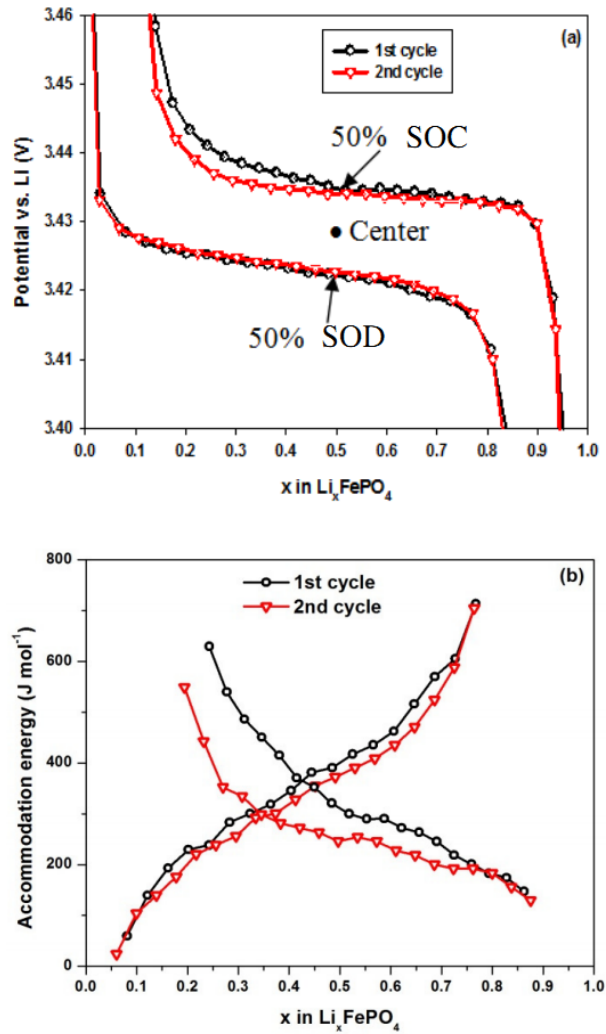 3.46
(a)
1st cycle
2nd cycle
3.45
50% SOC
3.44
Potential vs. Li (V)
3.43
Center
3.42
50% SOD
3.41
3.40
0.0 0.1 0.2 0.3 0.4 0.5 0.6 0.7 0.8 0.9 1.0
x in LiₓFePO₄
800
(b)
1st cycle
2nd cycle
600
Accommodation energy (J mol⁻¹)
400
200
0
0.0 0.1 0.2 0.3 0.4 0.5 0.6 0.7 0.8 0.9 1.0
x in LiₓFePO₄